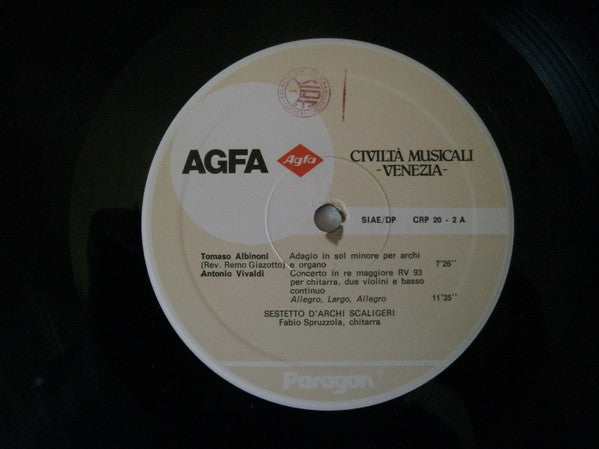 SIAE
1
AGFA
Agfa
CIVILTÀ MUSICALI
-VENEZIA-
SIAE/DP CRP 20 - 2 A
Tomaso Albinoni Adagio in sol minore per archi
(Rev. Remo Giazotto) e organo 7'26''
Antonio Vivaldi Concerto in re maggiore RV 93
per chitarra, due violini e basso
continuo
Allegro, Largo, Allegro 11'35''
SESTETTO D'ARCHI SCALIGERI
Fabio Spruzzola, chitarra
Paragon